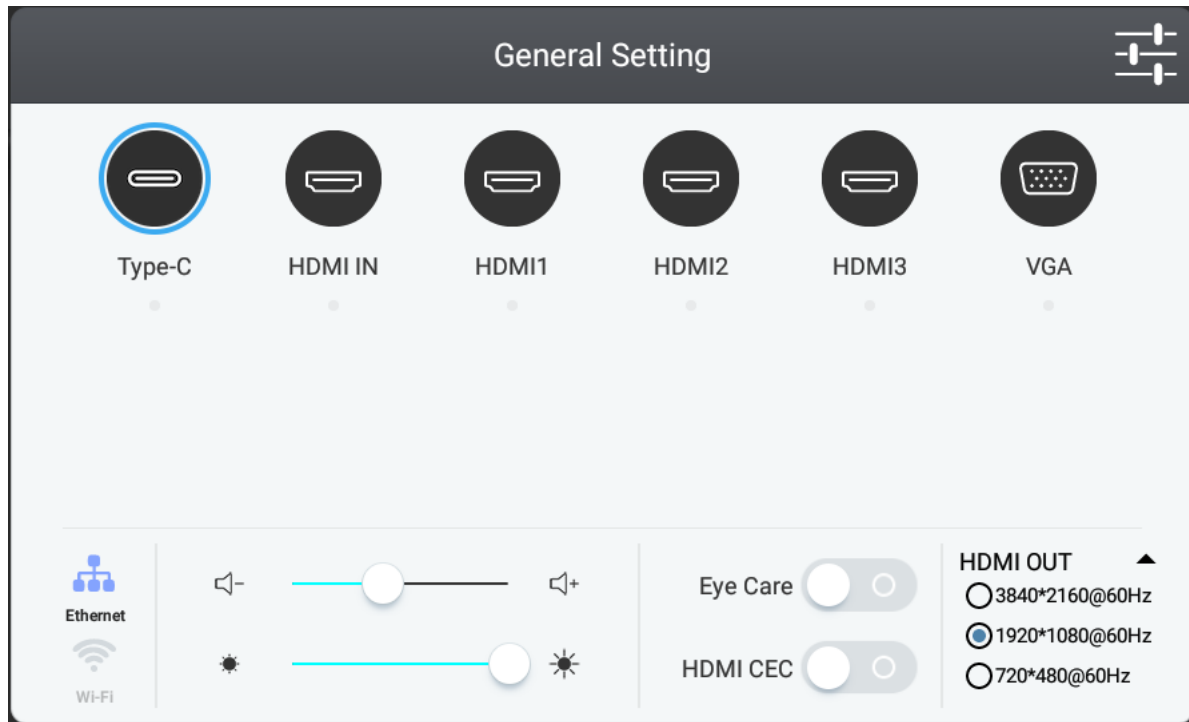 General Setting
Type-C
HDMI IN
HDMI1
HDMI2
HDMI3
VGA
Ethernet
Wi-Fi
Eye Care
HDMI CEC
HDMI OUT
3840*2160@60Hz
1920*1080@60Hz
720*480@60Hz